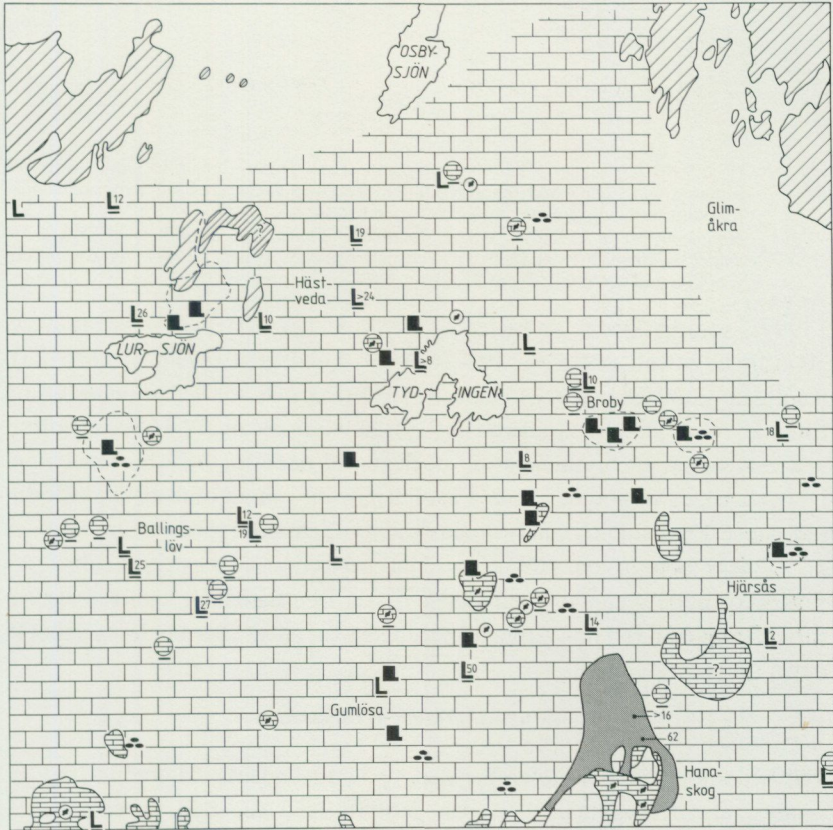 OSBY-
SJÖN
L
L 12
L
Glim-
åkra
L 19
Häst-
veda
L >24
L 26
L
L
L 10
L
L
LUR-SJÖN
L
L >8
TYD-INGEN
L 10
Broby
L
L
L
L
18 L
L
L
L 8
L
L
L
L 12
19 L
Ballings-
löv
L
L 25
L
L
L
Hjärsås
L 27
L 14
L 2
L
?
L 50
L
L
Gumlösa
>16
62
L
Hana-
skog
L
L